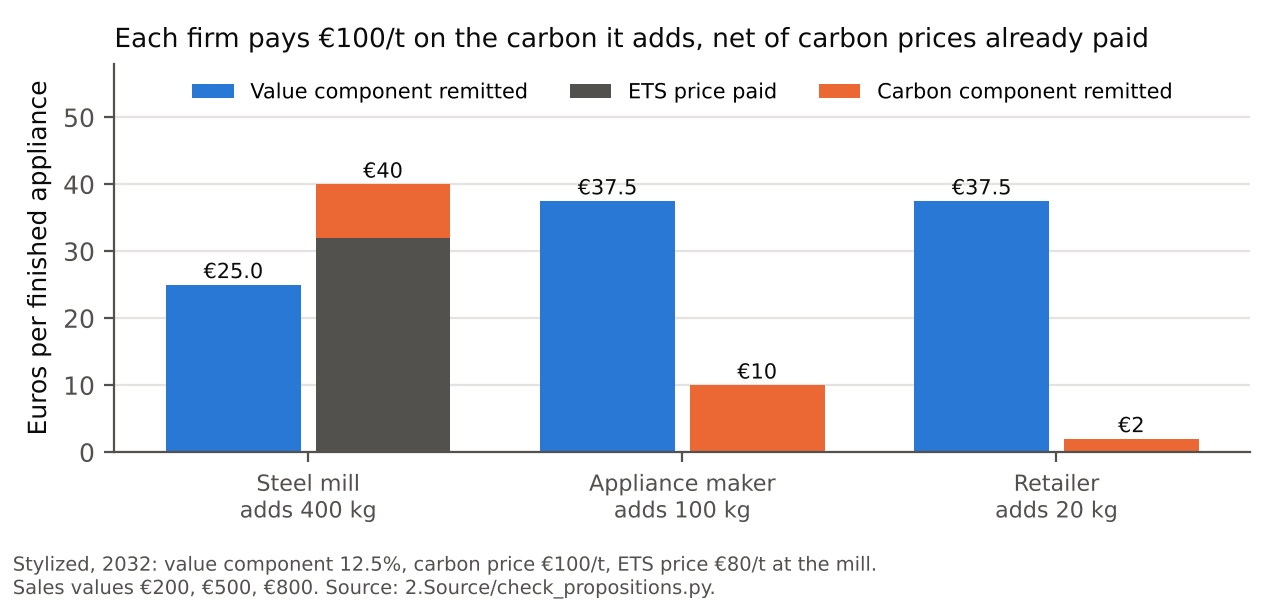 Each firm pays €100/t on the carbon it adds, net of carbon prices already paid
Value component remitted
ETS price paid
Carbon component remitted
Euros per finished appliance
50
40
30
20
10
0
€25.0
€40
€37.5
€10
€37.5
€2
Steel mill
adds 400 kg
Appliance maker
adds 100 kg
Retailer
adds 20 kg
Stylized, 2032: value component 12.5%, carbon price €100/t, ETS price €80/t at the mill.
Sales values €200, €500, €800. Source: 2.Source/check_propositions.py.